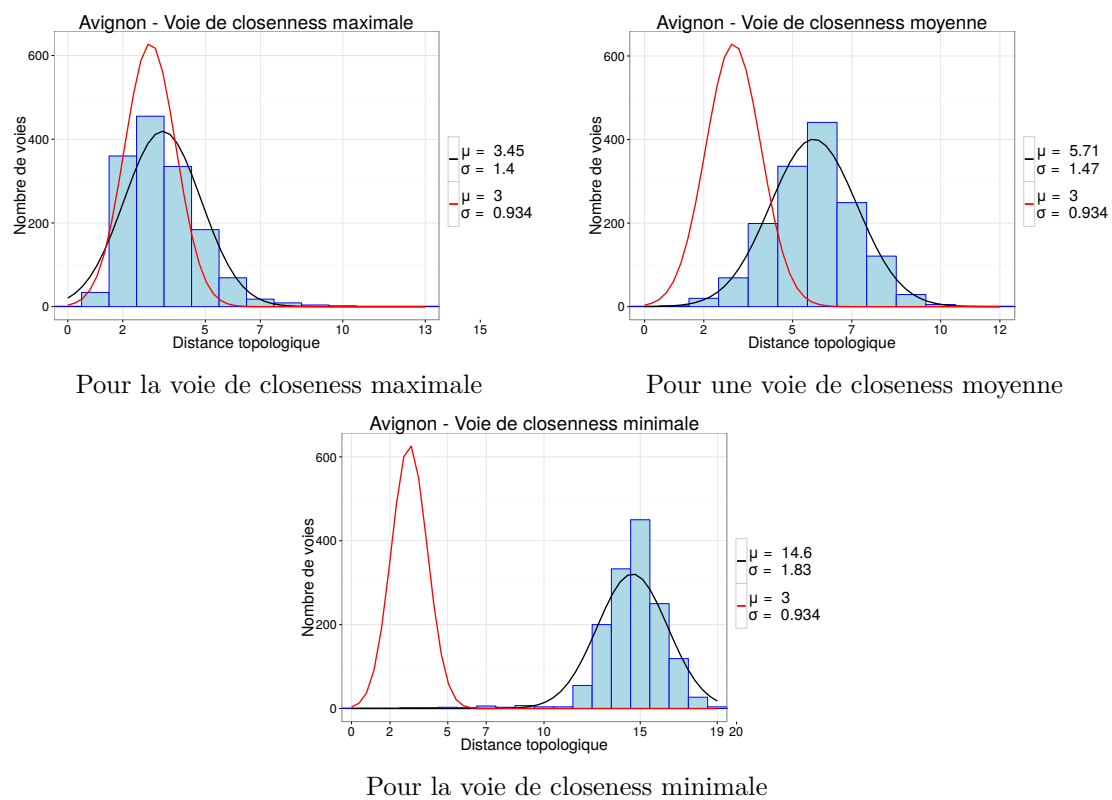 Avignon - Voie de closenness maximale
Nombre de voies
600
400
200
0
0 2 5 7 10 13 15
Distance topologique
μ = 3.45
σ = 1.4
μ = 3
σ = 0.934
Pour la voie de closeness maximale
Avignon - Voie de closenness moyenne
Nombre de voies
600
400
200
0
0 2 5 7 10 12
Distance topologique
μ = 5.71
σ = 1.47
μ = 3
σ = 0.934
Pour une voie de closeness moyenne
Avignon - Voie de closenness minimale
Nombre de voies
600
400
200
0
0 2 5 7 10 15 19 20
Distance topologique
μ = 14.6
σ = 1.83
μ = 3
σ = 0.934
Pour la voie de closeness minimale